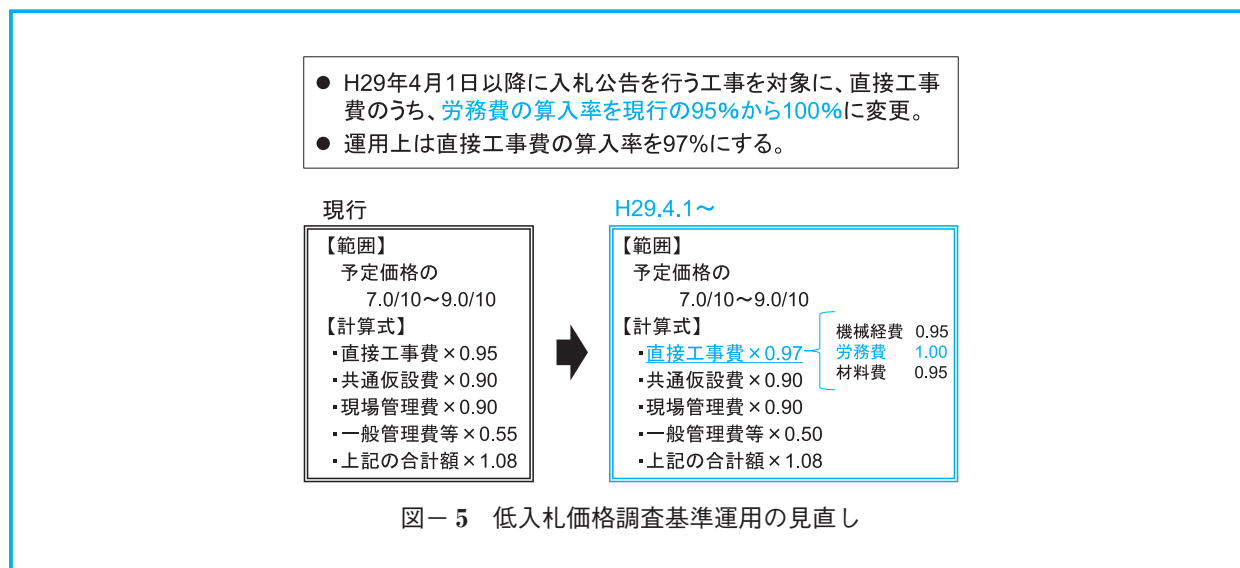 ● H29年4月1日以降に入札公告を行う工事を対象に、直接工事
費のうち、労務費の算入率を現行の95%から100%に変更。
● 運用上は直接工事費の算入率を97%にする。
現行
【範囲】
予定価格の
7.0/10～9.0/10
【計算式】
・直接工事費×0.95
・共通仮設費×0.90
・現場管理費×0.90
・一般管理費等×0.55
・上記の合計額×1.08
H29.4.1～
【範囲】
予定価格の
7.0/10～9.0/10
【計算式】
・直接工事費×0.97
・共通仮設費×0.90
・現場管理費×0.90
・一般管理費等×0.50
・上記の合計額×1.08
機械経費 0.95
労務費 1.00
材料費 0.95
図－5 低入札価格調査基準運用の見直し